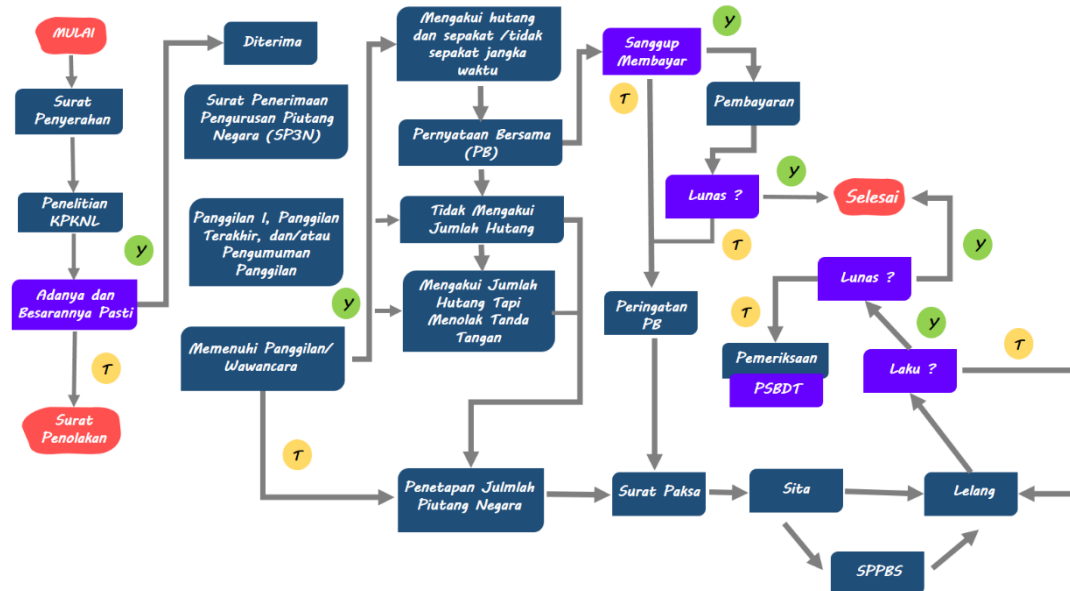 MULAI
Surat
Penyerahan
Penelitian
KPKNL
Y
Adanya dan
Besarannya Pasti
T
Surat
Penolakan
Diterima
Surat Penerimaan
Pengurusan Piutang
Negara (SP3N)
Panggilan I, Panggilan
Terakhir, dan/atau
Pengumuman
Panggilan
Y
Memenuhi Panggilan/
Wawancara
T
Mengakui hutang
dan sepakat /tidak
sepakat jangka
waktu
Pernyataan Bersama
(PB)
Tidak Mengakui
Jumlah Hutang
Mengakui Jumlah
Hutang Tapi
Menolak Tanda
Tangan
Penetapan Julmlah
Piutang Negara
Sanggup
Membayar
Y
T
Pembayaran
Lunas ?
Y
T
Selesai
Peringatan
PB
Surat Paksa
Lunas ?
Y
T
Pemeriksaan
PSBDT
Y
Laku ?
T
Sita
Lelang
SPPBS